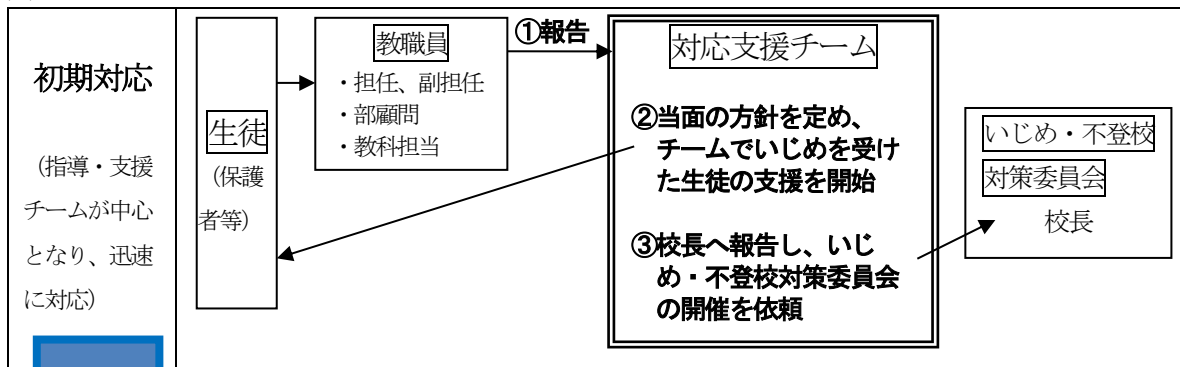 初期対応
(指導・支援
チームが中心
となり、迅速
に対応)
生徒
(保護
者等)
教職員
・担任、副担任
・部顧問
・教科担当
①報告
対応支援チーム
②当面の方針を定め、
チームでいじめを受け
た生徒の支援を開始
③校長へ報告し、いじ
め・不登校対策委員会
の開催を依頼
いじめ・不登校
対策委員会
校長